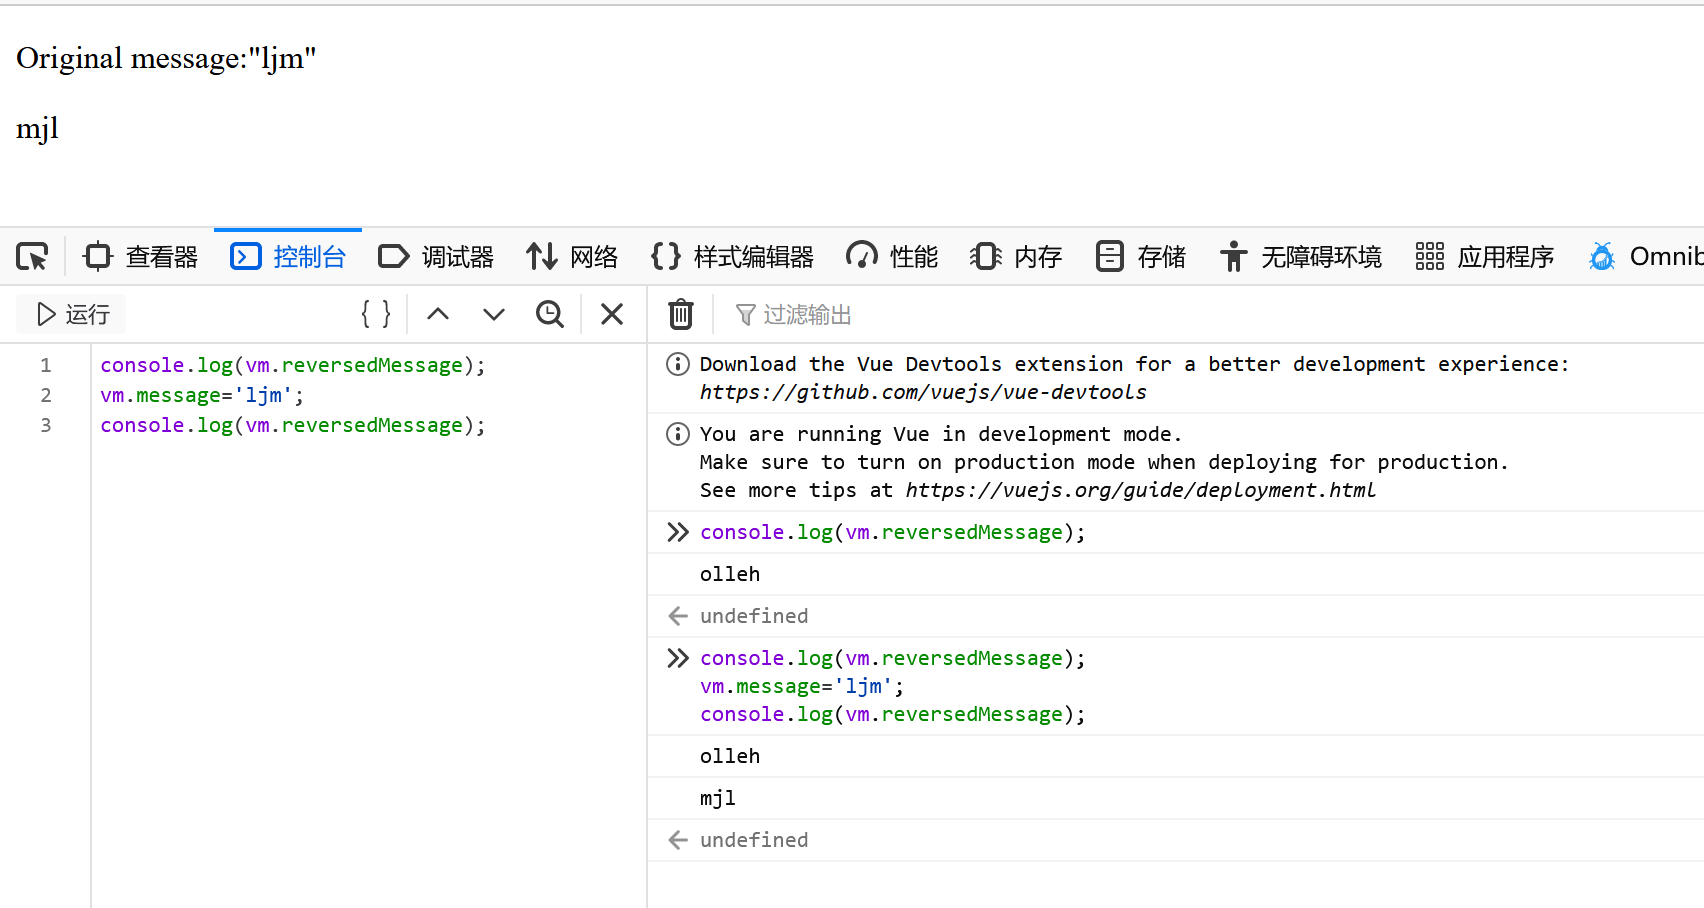 Original message:"ljm"
mjl
查看器 控制台 调试器 网络 {} 样式编辑器 性能 内存 存储 无障碍环境 应用程序 Omnib
运行 { } 过滤输出
1 console.log(vm.reversedMessage);
2 vm.message='ljm';
3 console.log(vm.reversedMessage);
Download the Vue Devtools extension for a better development experience:
https://github.com/vuejs/vue-devtools
You are running Vue in development mode.
Make sure to turn on production mode when deploying for production.
See more tips at https://vuejs.org/guide/deployment.html
console.log(vm.reversedMessage);
olleh
undefined
console.log(vm.reversedMessage);
vm.message='ljm';
console.log(vm.reversedMessage);
olleh
mjl
undefined